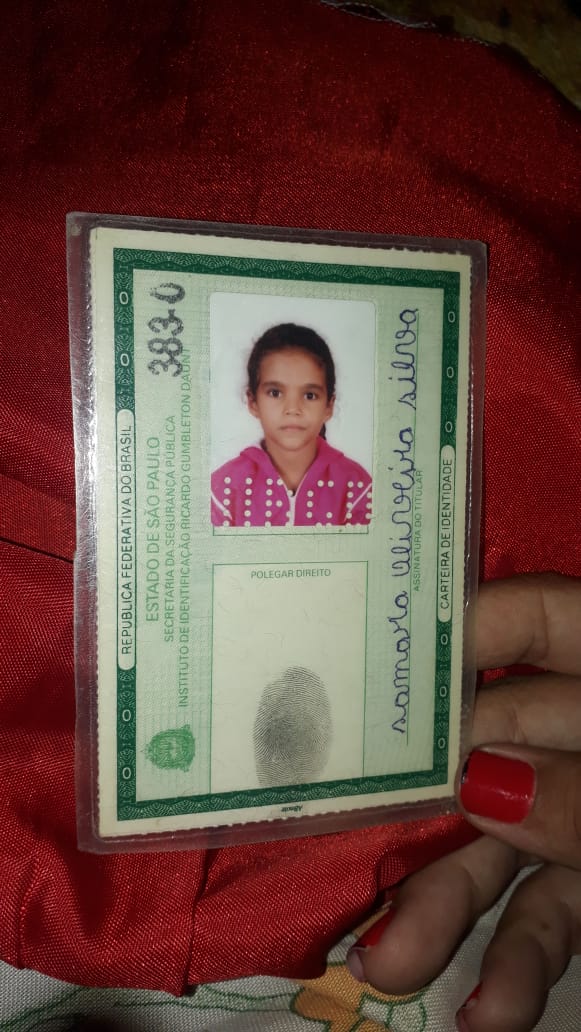 REPÚBLICA FEDERATIVA DO BRASIL
ESTADO DE SÃO PAULO
SECRETARIA DA SEGURANÇA PÚBLICA
INSTITUTO DE IDENTIFICAÇÃO RICARDO GUMBLETON DAUNT
383-0
POLEGAR DIREITO
samara oliveira silva
ASSINATURA DO TITULAR
CARTEIRA DE IDENTIDADE